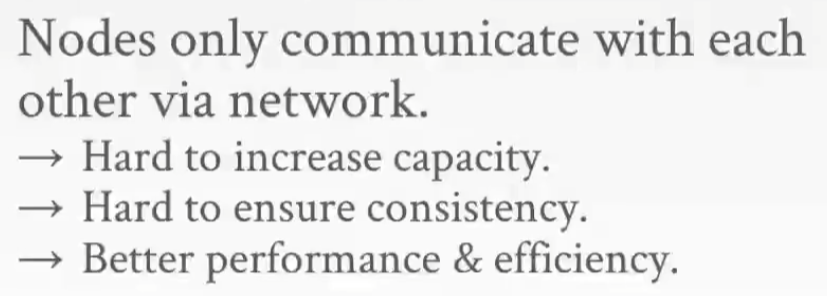 Nodes only communicate with each
other via network.
→ Hard to increase capacity.
→ Hard to ensure consistency.
→ Better performance & efficiency.